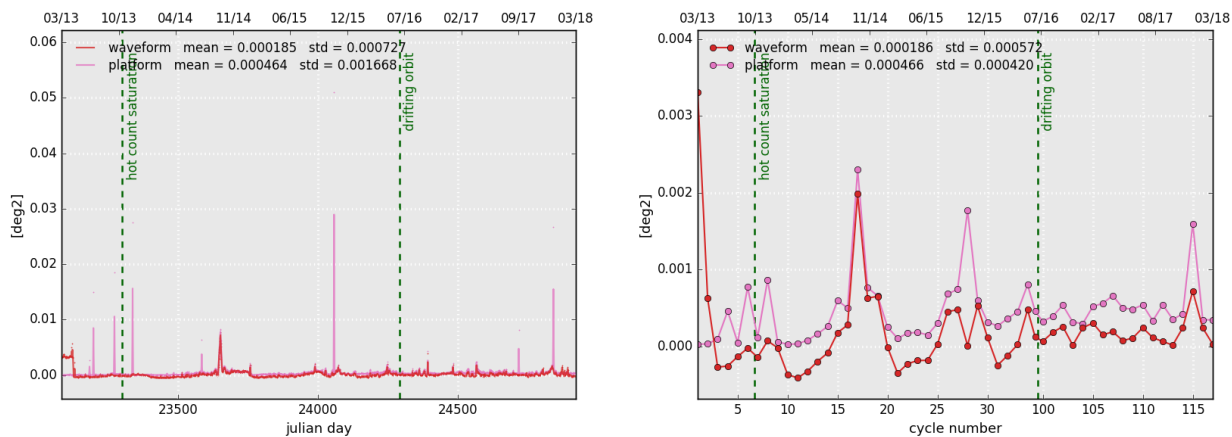 03/13 10/13 04/14 11/14 06/15 12/15 07/16 02/17 09/17 03/18
0.06
0.05
0.04
0.03
0.02
0.01
0.00
[deg2]
waveform mean = 0.000185 std = 0.000727
platform mean = 0.000464 std = 0.001668
hot count saturation
drifting orbit
23500 24000 24500
julian day
03/13 10/13 05/14 11/14 06/15 12/15 07/16 02/17 08/17 03/18
0.004
0.003
0.002
0.001
0.000
[deg2]
waveform mean = 0.000186 std = 0.000572
platform mean = 0.000466 std = 0.000420
hot count saturation
drifting orbit
5 10 15 20 25 30 100 105 110 115
cycle number